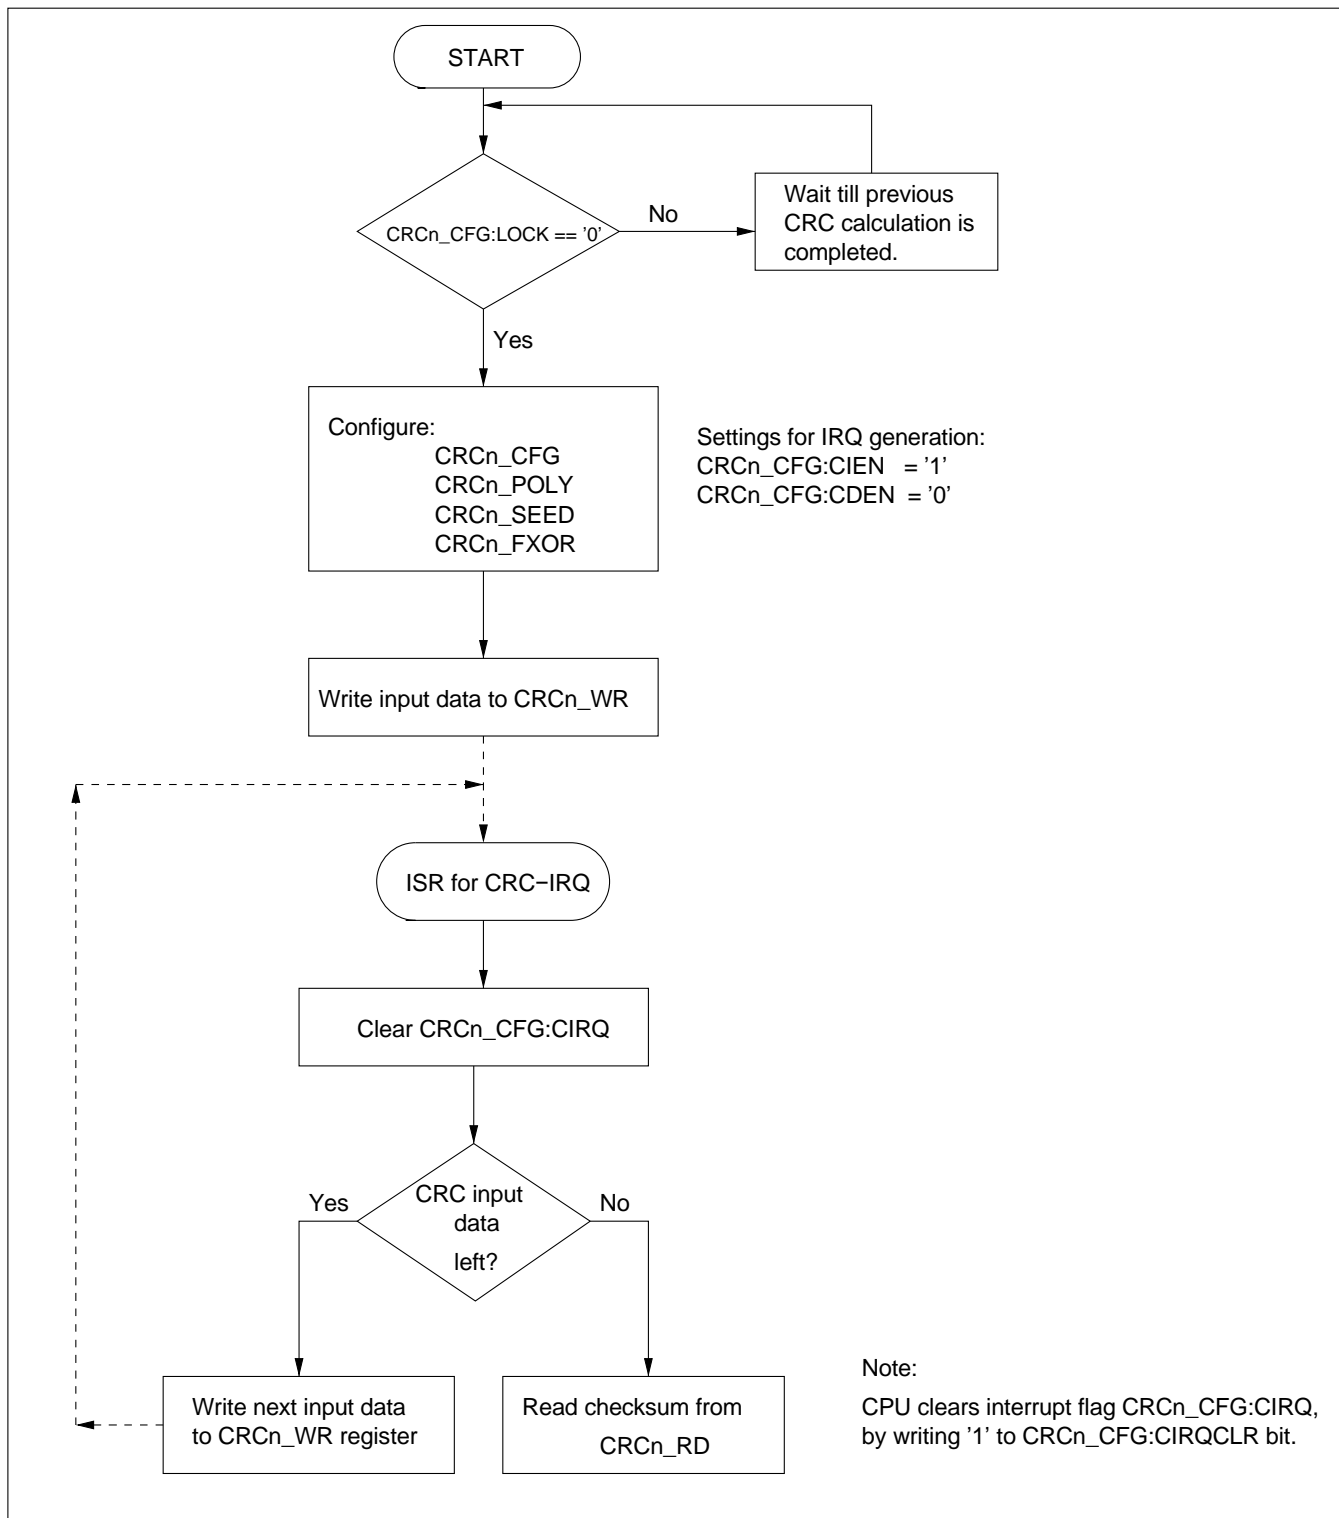 START
CRCn_CFG:LOCK == '0'
No
Wait till previous
CRC calculation is
completed.
Yes
Configure:
CRCn_CFG
CRCn_POLY
CRCn_SEED
CRCn_FXOR
Settings for IRQ generation:
CRCn_CFG:CIEN = '1'
CRCn_CFG:CDEN = '0'
Write input data to CRCn_WR
ISR for CRC−IRQ
Clear CRCn_CFG:CIRQ
CRC input
data
left?
Yes
No
Write next input data
to CRCn_WR register
Read checksum from
CRCn_RD
Note:
CPU clears interrupt flag CRCn_CFG:CIRQ,
by writing '1' to CRCn_CFG:CIRQCLR bit.